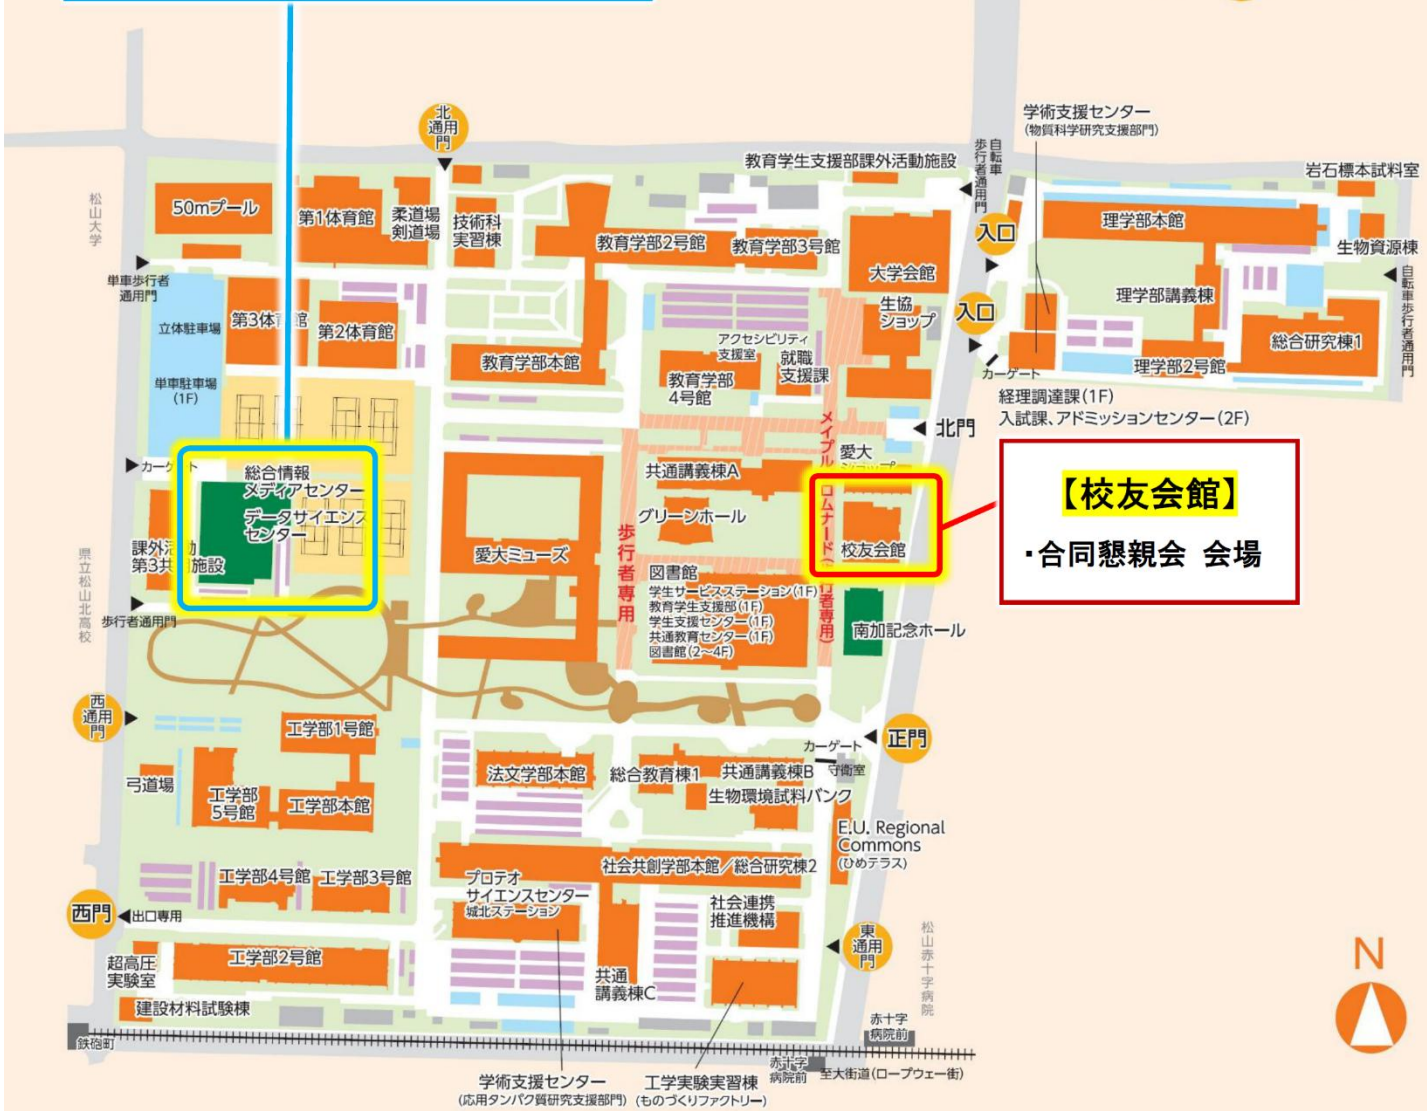 北
通用
門
学術支援センター
(物質科学研究支援部門)
教育学生支援部課外活動施設
自転車
歩行者通用門
岩石標本試料室
松山大学
50mプール
第1体育館
柔道場
剣道場
技術科
実習棟
教育学部2号館
教育学部3号館
大学会館
入口
理学部本館
生物資源棟
単車歩行者
通用門
自転車歩行者通用門
立体駐車場
第3体育館
第2体育館
生協
ショップ
入口
理学部講義棟
総合研究棟1
アクセシビリティ
支援室
就職
支援課
教育学部本館
教育学部
4号館
カーゲート
理学部2号館
単車駐車場
(1F)
経理調達課(1F)
入試課、アドミッションセンター(2F)
北門
カーゲート
総合情報
メディアセンター
データサイエンス
センター
共通講義棟A
メイプル
ロムナード
行者専用)
愛大
ショップ
【校友会館】
・合同懇親会 会場
グリーンホール
校友会館
歩行者専用
課外活動
第3共用施設
愛大ミューズ
県立松山北高校
図書館
学生サービスステーション(1F)
教育学生支援部(1F)
学生支援センター(1F)
共通教育センター(1F)
図書館(2～4F)
歩行者通用門
南加記念ホール
西
通用
門
工学部1号館
正門
カーゲート
守衛室
弓道場
工学部
5号館
工学部本館
法文学部本館
総合教育棟1
共通講義棟B
生物環境試料バンク
E.U. Regional
Commons
(ひめテラス)
工学部4号館
工学部3号館
プロテオ
サイエンスセンター
城北ステーション
社会共創学部本館／総合研究棟2
西門
出口専用
社会連携
推進機構
東
通用
門
松山赤十字病院
超高圧
実験室
工学部2号館
共通
講義棟C
建設材料試験棟
N
鉄砲町
赤十字
病院前
赤十字
病院前
至大街道(ロープウェー街)
学術支援センター
(応用タンパク質研究支援部門)
工学実験実習棟
(ものづくりファクトリー)